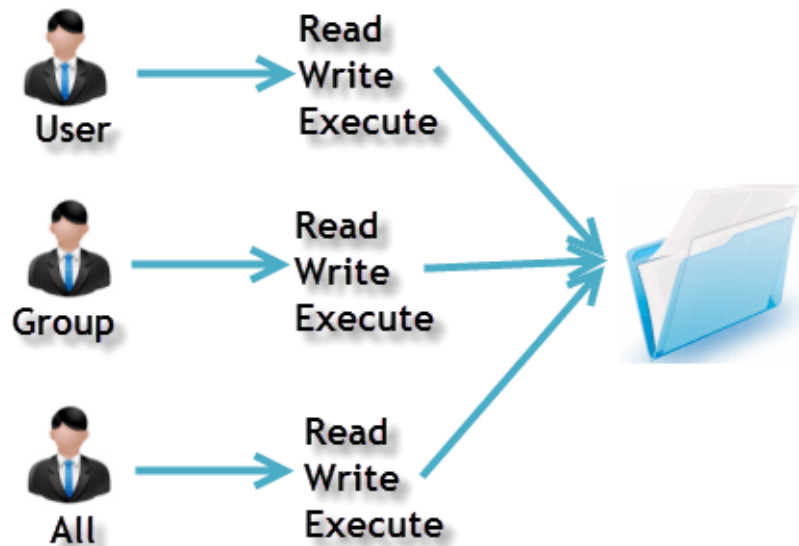 User
Read
Write
Execute
Group
Read
Write
Execute
All
Read
Write
Execute